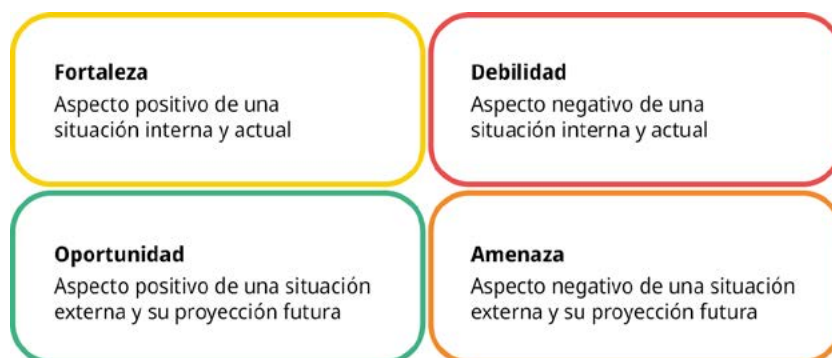 Fortaleza
Aspecto positivo de una
situación interna y actual
Debilidad
Aspecto negativo de una
situación interna y actual
Oportunidad
Aspecto positivo de una situación
externa y su proyección futura
Amenaza
Aspecto negativo de una situación
externa y su proyección futura